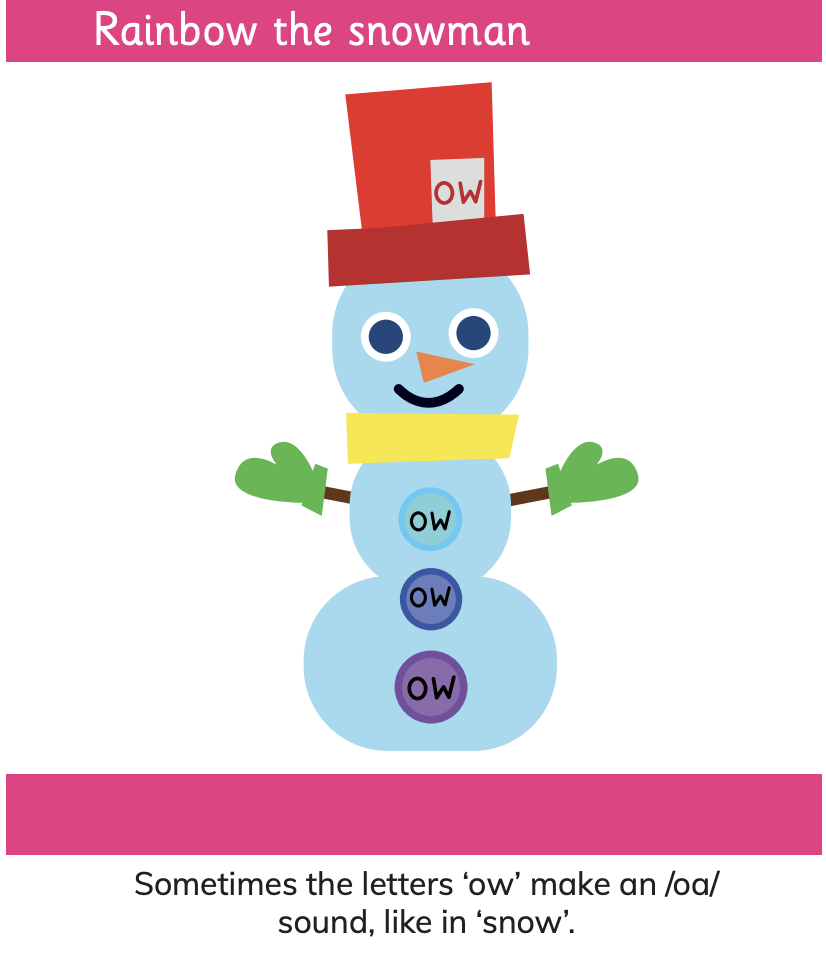 Rainbow the snowman
ow
ow
ow
ow
Sometimes the letters ‘ow’ make an /oa/
sound, like in ‘snow’.